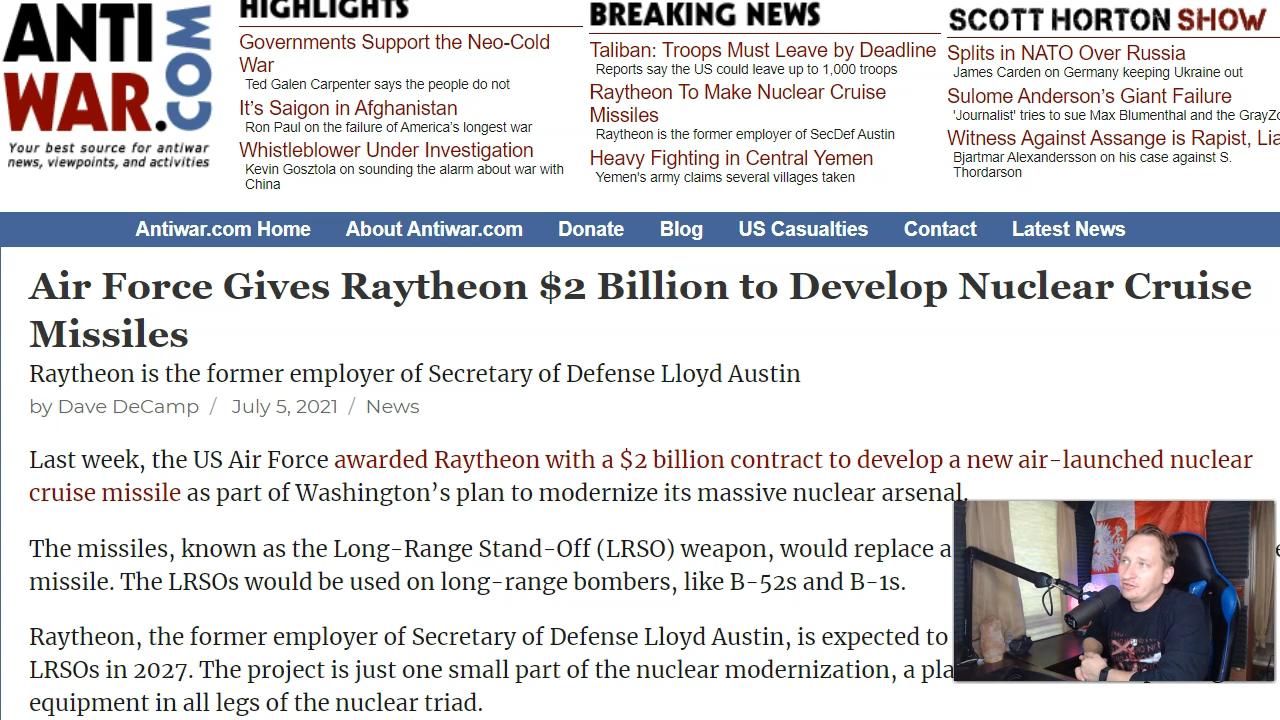 ANTI
WAR.COM
Your best source for antiwar
news, viewpoints, and activities
HIGHLIGHTS
Governments Support the Neo-Cold
War
Ted Galen Carpenter says the people do not
It's Saigon in Afghanistan
Ron Paul on the failure of America's longest war
Whistleblower Under Investigation
Kevin Gosztola on sounding the alarm about war with
China
BREAKING NEWS
Taliban: Troops Must Leave by Deadline
Reports say the US could leave up to 1,000 troops
Raytheon To Make Nuclear Cruise
Missiles
Raytheon is the former employer of SecDef Austin
Heavy Fighting in Central Yemen
Yemen's army claims several villages taken
SCOTT HORTON SHOW
Splits in NATO Over Russia
James Carden on Germany keeping Ukraine out
Sulome Anderson's Giant Failure
'Journalist' tries to sue Max Blumenthal and the GrayZo
Witness Against Assange is Rapist, Lia
Bjartmar Alexandersson on his case against S.
Thordarson
Antiwar.com Home About Antiwar.com Donate Blog US Casualties Contact Latest News
Air Force Gives Raytheon $2 Billion to Develop Nuclear Cruise
Missiles
Raytheon is the former employer of Secretary of Defense Lloyd Austin
by Dave DeCamp / July 5, 2021 / News
Last week, the US Air Force awarded Raytheon with a $2 billion contract to develop a new air-launched nuclear
cruise missile as part of Washington's plan to modernize its massive nuclear arsenal.
The missiles, known as the Long-Range Stand-Off (LRSO) weapon, would replace a
missile. The LRSOs would be used on long-range bombers, like B-52s and B-1s.
Raytheon, the former employer of Secretary of Defense Lloyd Austin, is expected to
LRSOs in 2027. The project is just one small part of the nuclear modernization, a pla
equipment in all legs of the nuclear triad.